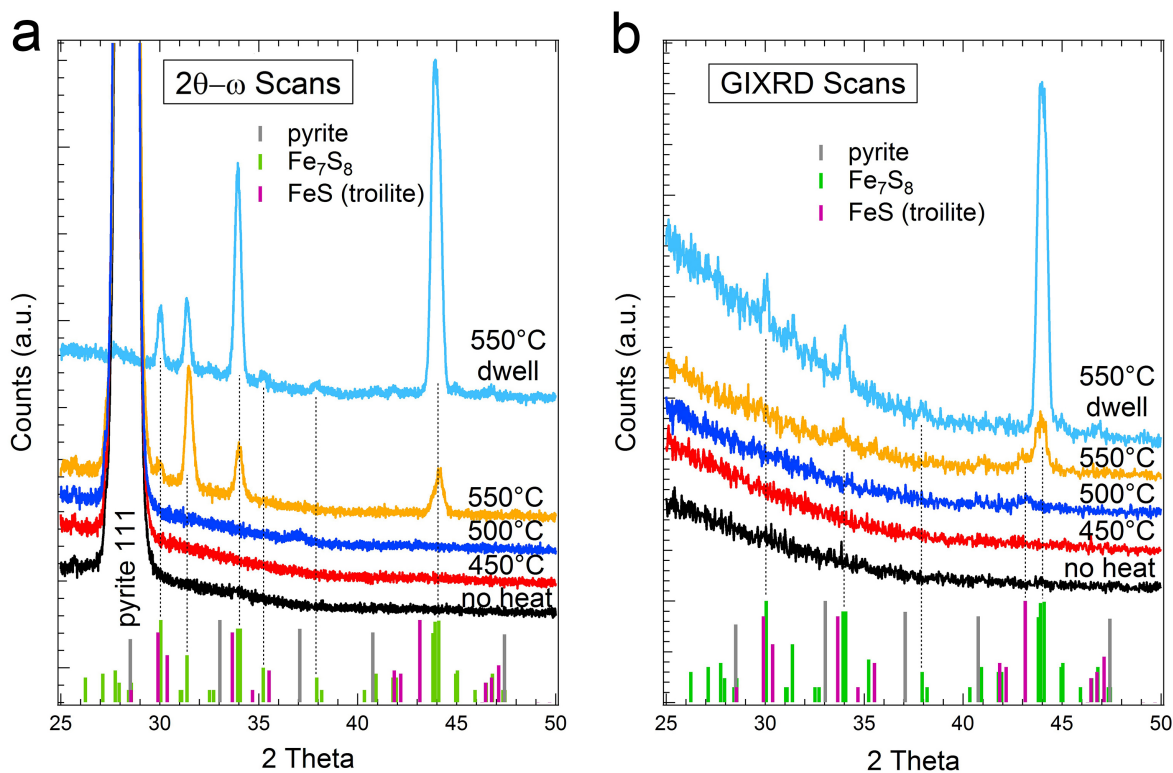 a
2θ–ω Scans
pyrite
Fe7S8
FeS (troilite)
Counts (a.u.)
550°C
dwell
550°C
500°C
450°C
no heat
pyrite 111
25 30 35 40 45 50
2 Theta
b
GIXRD Scans
pyrite
Fe7S8
FeS (troilite)
Counts (a.u.)
550°C
dwell
550°C
500°C
450°C
no heat
25 30 35 40 45 50
2 Theta